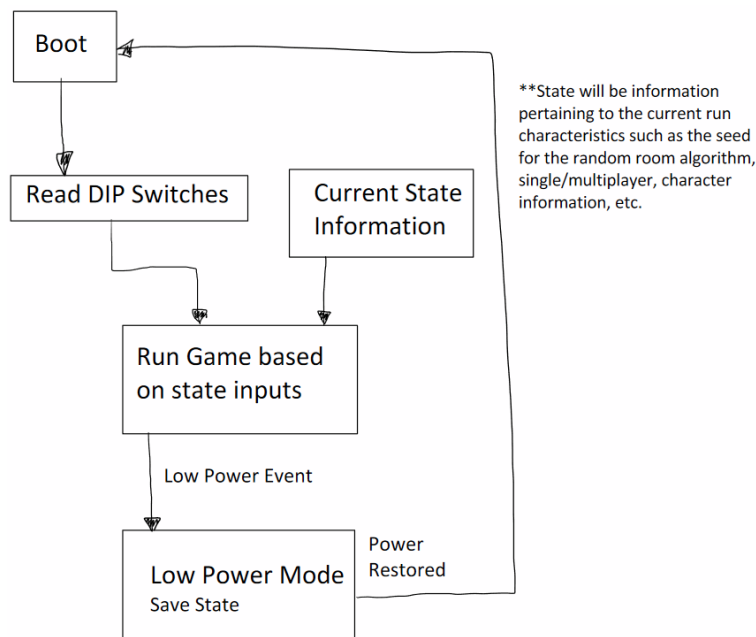 Boot
**State will be information
pertaining to the current run
characteristics such as the seed
for the random room algorithm,
single/multiplayer, character
information, etc.
Read DIP Switches
Current State
Information
Run Game based
on state inputs
Low Power Event
Low Power Mode
Save State
Power
Restored